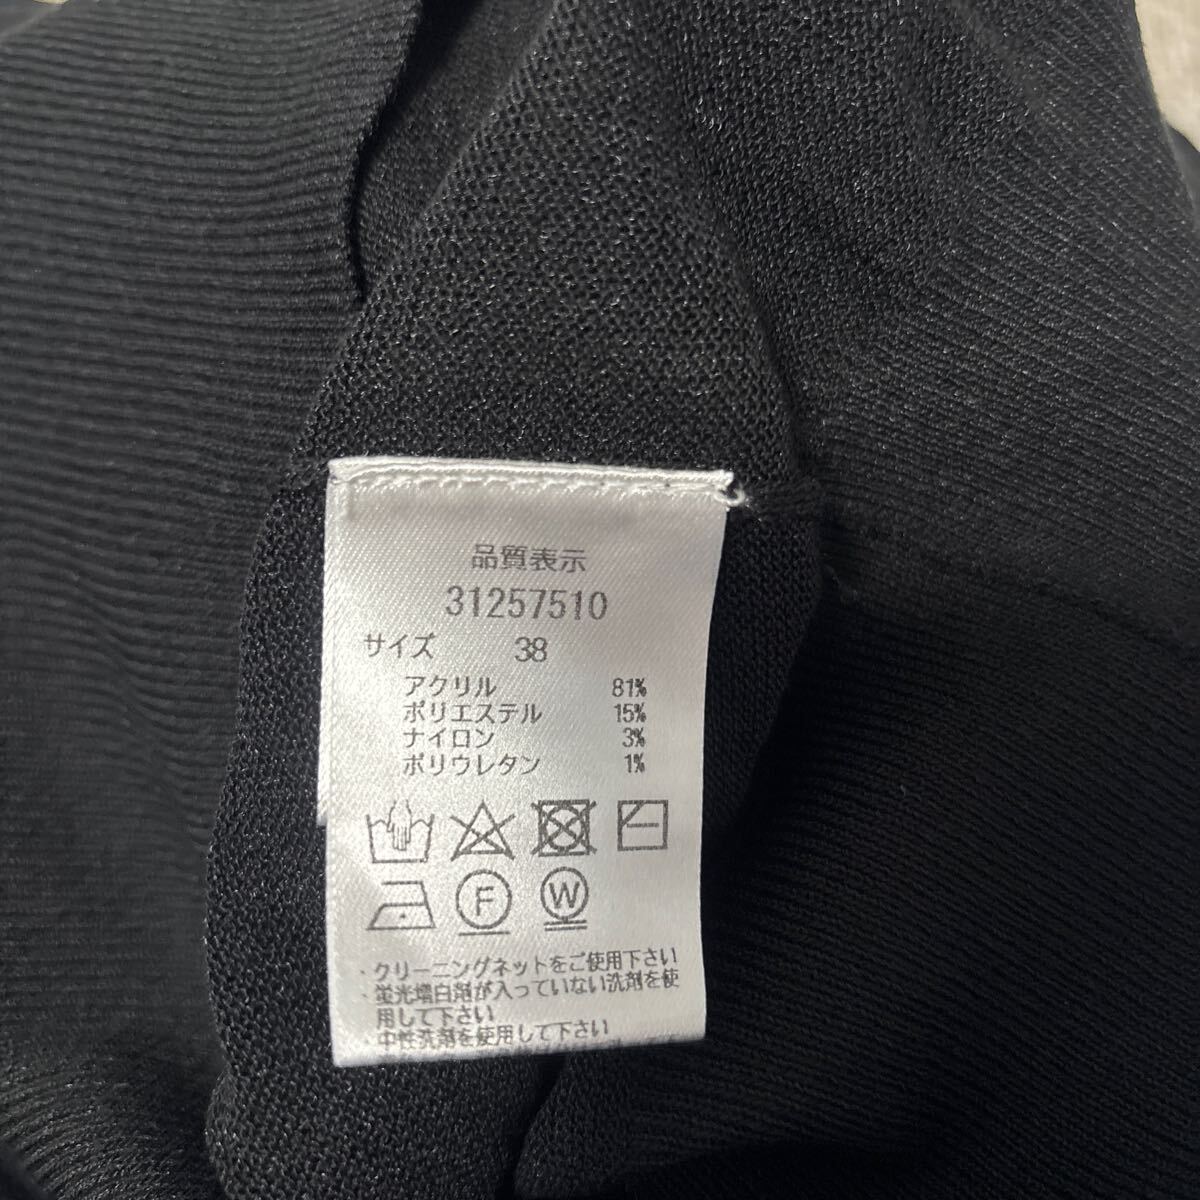 品質表示
31257510
サイズ 38
アクリル 81%
ポリエステル 15%
ナイロン 3%
ポリウレタン 1%
F W
・クリーニングネットをご使用下さい
・蛍光増白剤が入っていない洗剤を使
用して下さい
・中性洗剤を使用して下さい